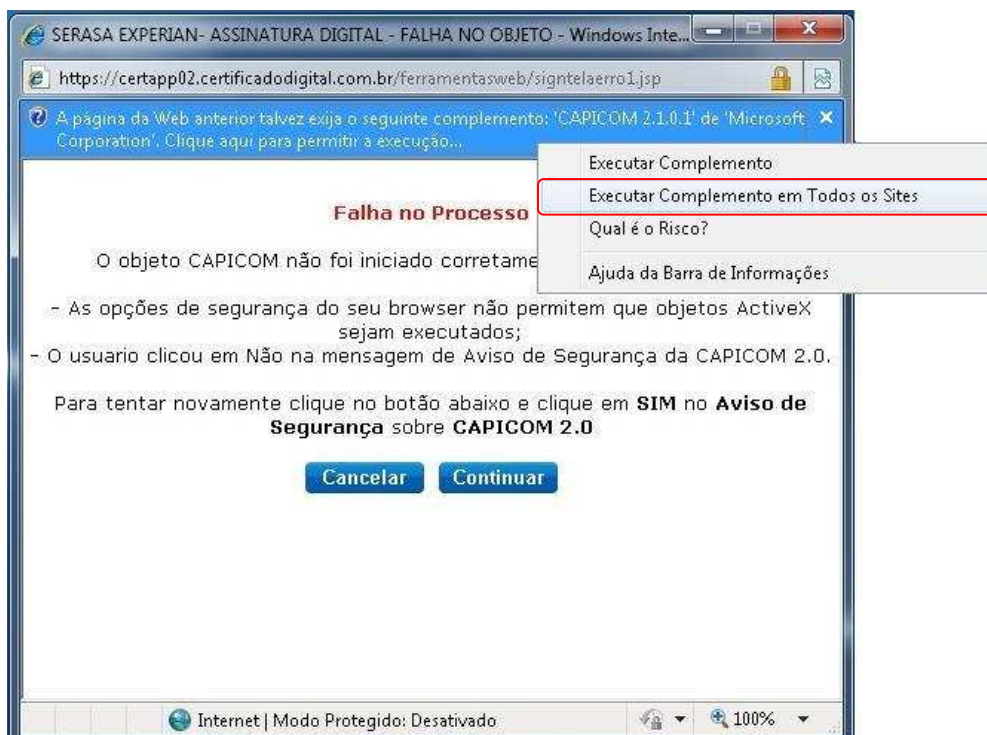 SERASA EXPERIAN- ASSINATURA DIGITAL - FALHA NO OBJETO - Windows Inte...
https://certapp02.certificadodigital.com.br/ferramentasweb/signtelaerro1.jsp
A página da Web anterior talvez exija o seguinte complemento: 'CAPICOM 2.1.0.1' de 'Microsoft
Corporation'. Clique aqui para permitir a execução...
Executar Complemento
Executar Complemento em Todos os Sites
Qual é o Risco?
Ajuda da Barra de Informações
Falha no Processo
O objeto CAPICOM não foi iniciado corretame
- As opções de segurança do seu browser não permitem que objetos ActiveX
sejam executados;
- O usuario clicou em Não na mensagem de Aviso de Segurança da CAPICOM 2.0.
Para tentar novamente clique no botão abaixo e clique em SIM no Aviso de
Segurança sobre CAPICOM 2.0
Cancelar Continuar
Internet | Modo Protegido: Desativado 100%